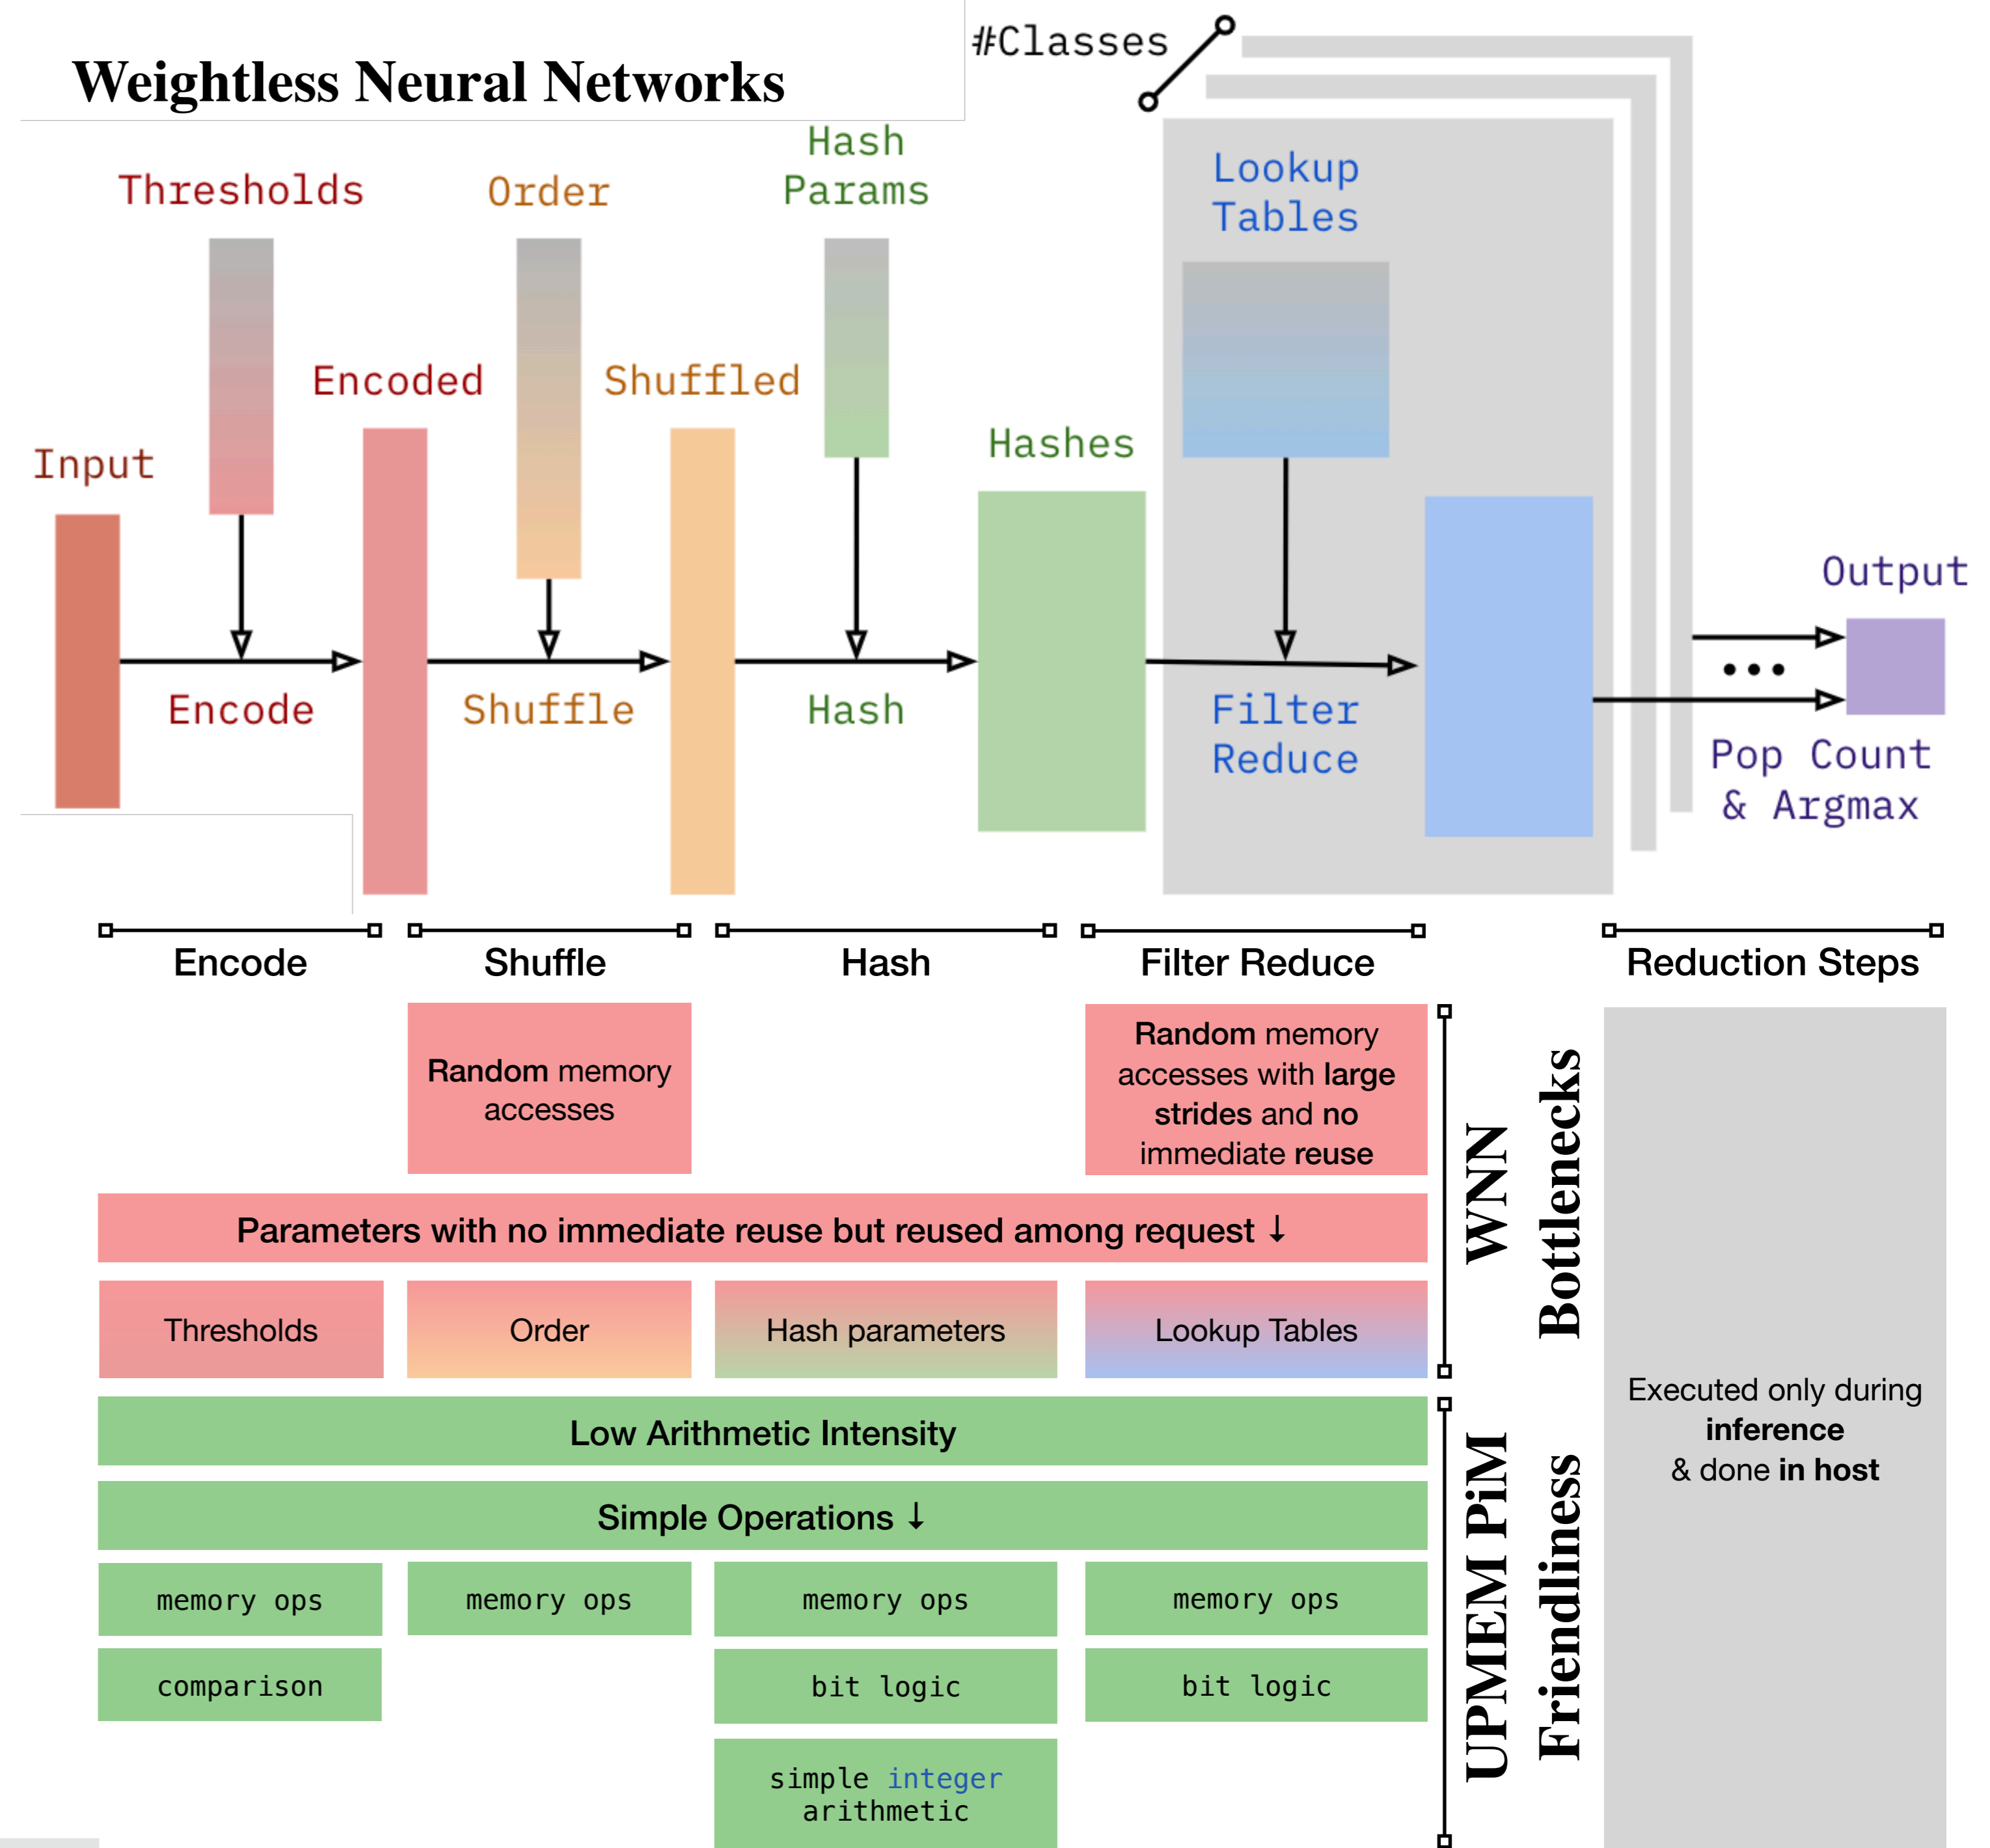 Weightless Neural Networks
#Classes
Thresholds
Order
Hash
Params
Lookup
Tables
Input
Encoded
Shuffled
Hashes
Encode
Shuffle
Hash
Filter
Reduce
Output
Pop Count
& Argmax
Encode
Shuffle
Hash
Filter Reduce
Reduction Steps
Random memory
accesses
Random memory
accesses with large
strides and no
immediate reuse
Parameters with no immediate reuse but reused among request ↓
Thresholds
Order
Hash parameters
Lookup Tables
WNN
Bottlenecks
Low Arithmetic Intensity
Simple Operations ↓
memory ops
memory ops
memory ops
memory ops
comparison
bit logic
bit logic
simple integer
arithmetic
UPMEM PiM
Friendliness
Executed only during
inference
& done in host